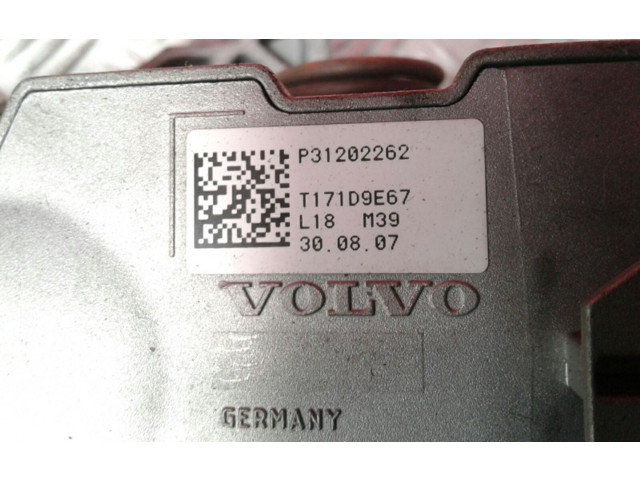 P31202262
T171D9E67
L18 M39
30.08.07
VOLVO
GERMANY